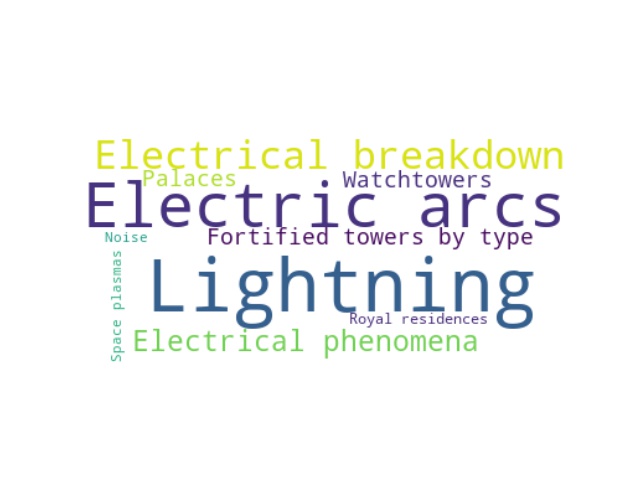 Electrical breakdown
Palaces
Watchtowers
Electric arcs
Noise
Fortified towers by type
Space plasmas
Lightning
Royal residences
Electrical phenomena